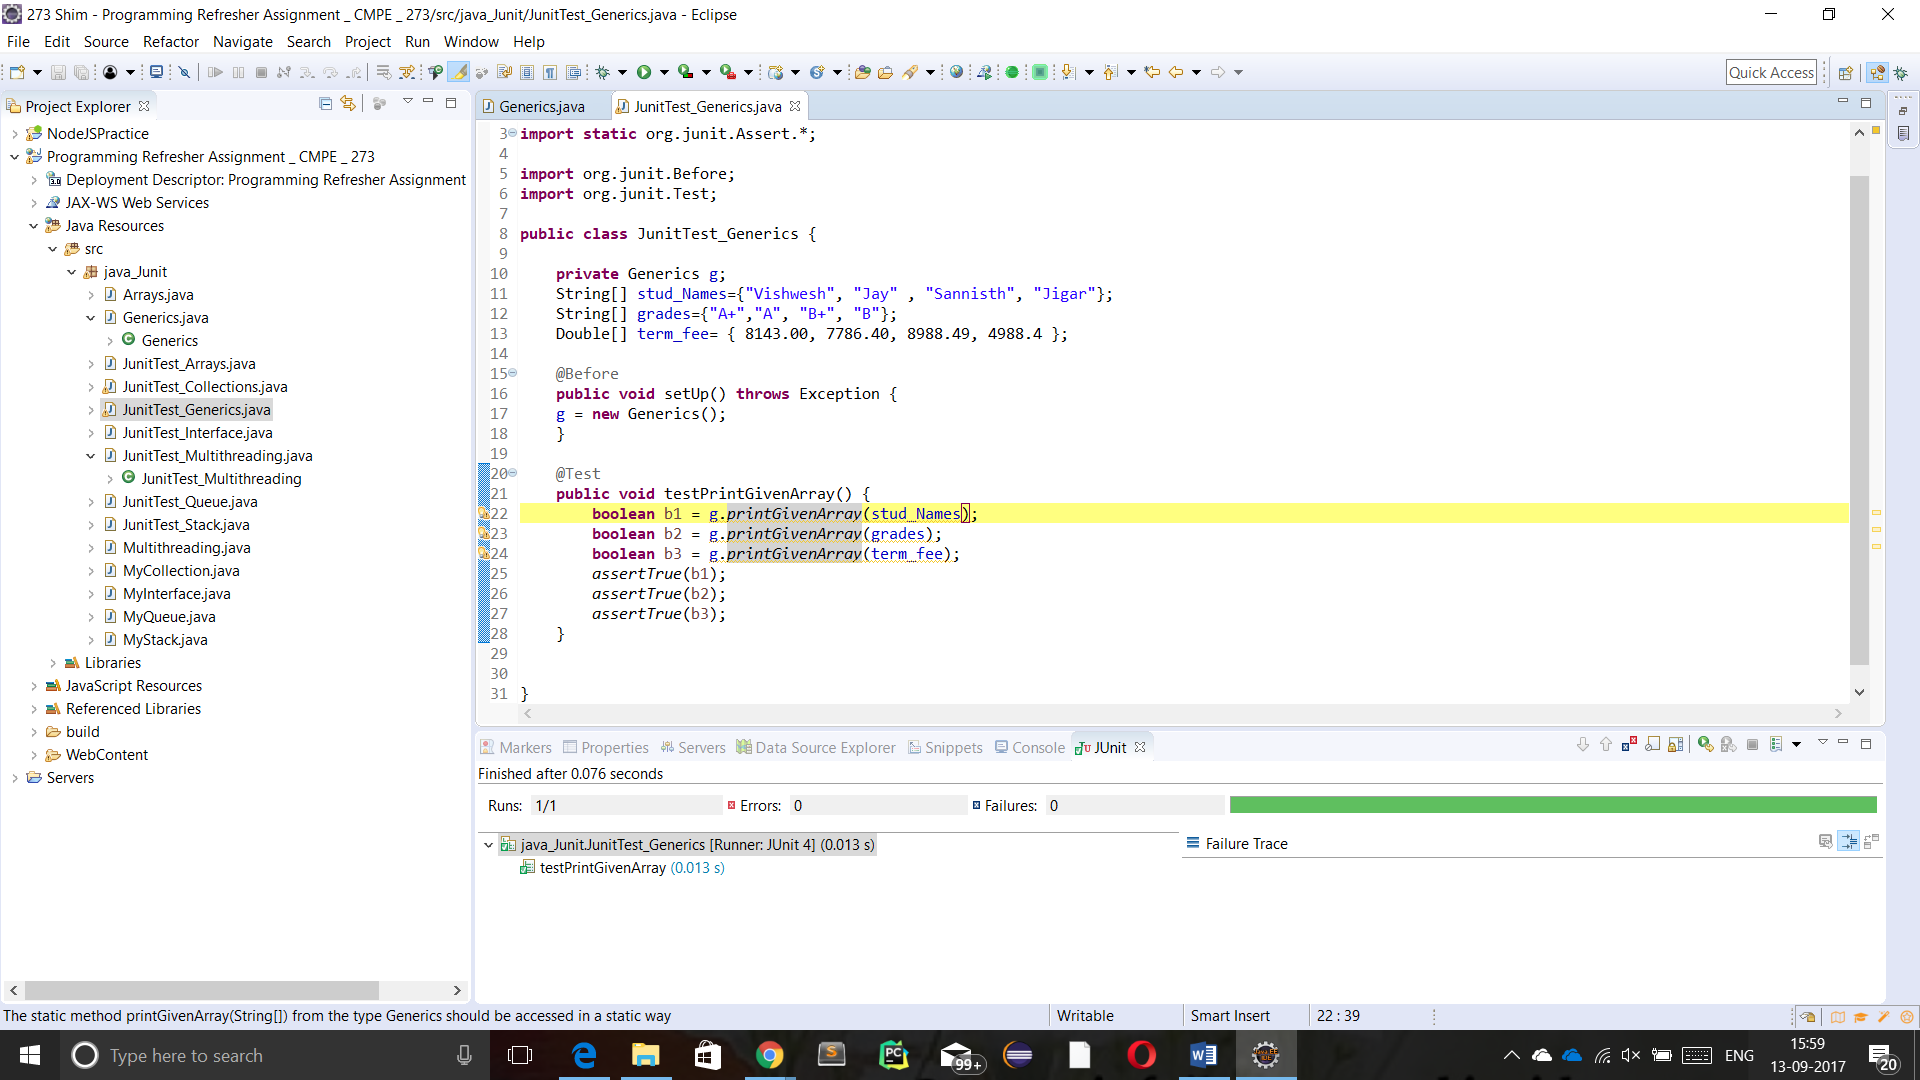 273 Shim - Programming Refresher Assignment _ CMPE _ 273/src/java_Junit/JunitTest_Generics.java - Eclipse
File Edit Source Refactor Navigate Search Project Run Window Help
Quick Access
Project Explorer
NodeJSPractice
Programming Refresher Assignment _ CMPE _ 273
Deployment Descriptor: Programming Refresher Assignment
JAX-WS Web Services
Java Resources
src
java_Junit
Arrays.java
Generics.java
Generics
JunitTest_Arrays.java
JunitTest_Collections.java
JunitTest_Generics.java
JunitTest_Interface.java
JunitTest_Multithreading.java
JunitTest_Multithreading
JunitTest_Queue.java
JunitTest_Stack.java
Multithreading.java
MyCollection.java
MyInterface.java
MyQueue.java
MyStack.java
Libraries
JavaScript Resources
Referenced Libraries
build
WebContent
Servers
Generics.java JunitTest_Generics.java
3 import static org.junit.Assert.*;
4
5 import org.junit.Before;
6 import org.junit.Test;
7
8 public class JunitTest_Generics {
9
10 private Generics g;
11 String[] stud_Names={"Vishwesh", "Jay" , "Sannisth", "Jigar"};
12 String[] grades={"A+","A", "B+", "B"};
13 Double[] term_fee= { 8143.00, 7786.40, 8988.49, 4988.4 };
14
15 @Before
16 public void setUp() throws Exception {
17 g = new Generics();
18 }
19
20 @Test
21 public void testPrintGivenArray() {
22 boolean b1 = g.printGivenArray(stud_Names);
23 boolean b2 = g.printGivenArray(grades);
24 boolean b3 = g.printGivenArray(term_fee);
25 assertTrue(b1);
26 assertTrue(b2);
27 assertTrue(b3);
28 }
29
30
31 }
Markers Properties Servers Data Source Explorer Snippets Console JUnit
Finished after 0.076 seconds
Runs: 1/1 Errors: 0 Failures: 0
java_Junit.JunitTest_Generics [Runner: JUnit 4] (0.013 s)
testPrintGivenArray (0.013 s)
Failure Trace
The static method printGivenArray(String[]) from the type Generics should be accessed in a static way
Writable Smart Insert 22 : 39
Type here to search
99+
ENG
15:59
13-09-2017
20